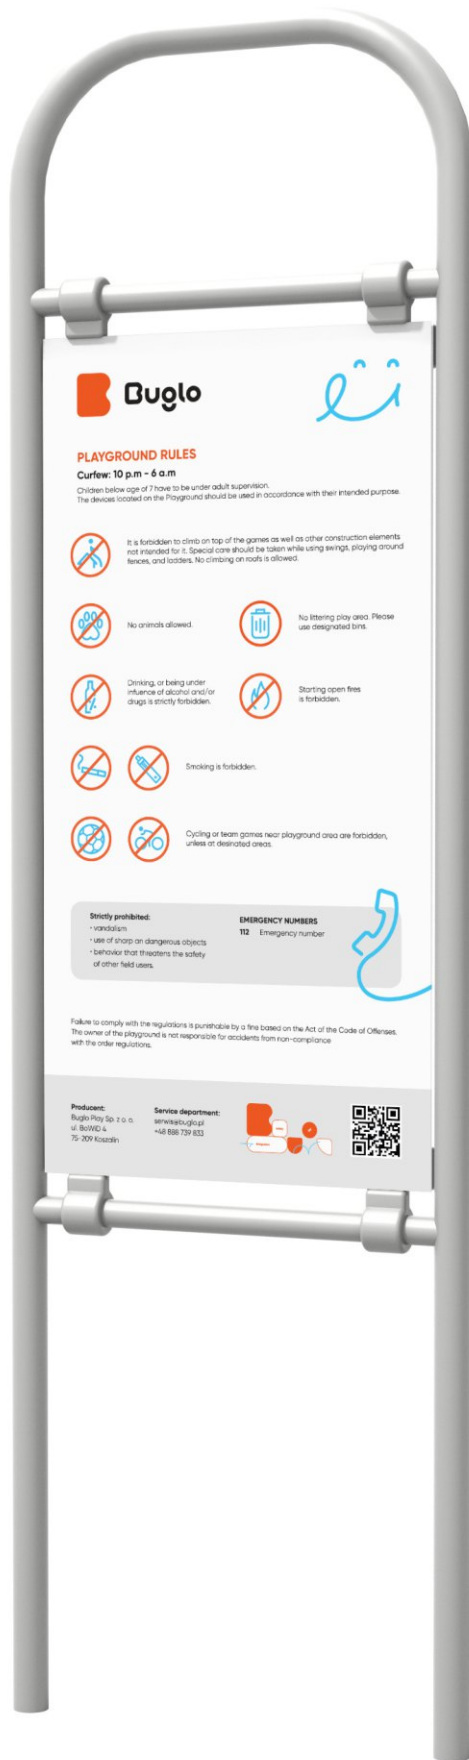 Buglo
PLAYGROUND RULES
Curfew: 10 p.m - 6 a.m
Children below age of 7 have to be under adult supervision.
The devices located on the Playground should be used in accordance with their intended purpose.
It is forbidden to climb on top of the games as well as other construction elements
not intended for it. Special care should be taken while using swings, playing around
fences, and ladders. No climbing on roofs is allowed.
No animals allowed.
No littering play area. Please
use designated bins.
Drinking, or being under
infuence of alcohol and/or
drugs is strictly forbidden.
Starting open fires
is forbidden.
Smoking is forbidden.
Cycling or team games near playground area are forbidden,
unless at desinated areas.
Strictly prohibited:
- vandalism
- use of sharp an dangerous objects
- behavior that threatens the safety
of other field users.
EMERGENCY NUMBERS
112 Emergency number
Failure to comply with the regulations is punishable by a fine based on the Act of the Code of Offenses.
The owner of the playground is not responsible for accidents from non-compliance
with the order regulations.
Producent:
Buglo Play Sp. z o. o.
ul. BoWiD 4
75-209 Koszalin
Service department:
serwis@buglo.pl
+48 888 739 833